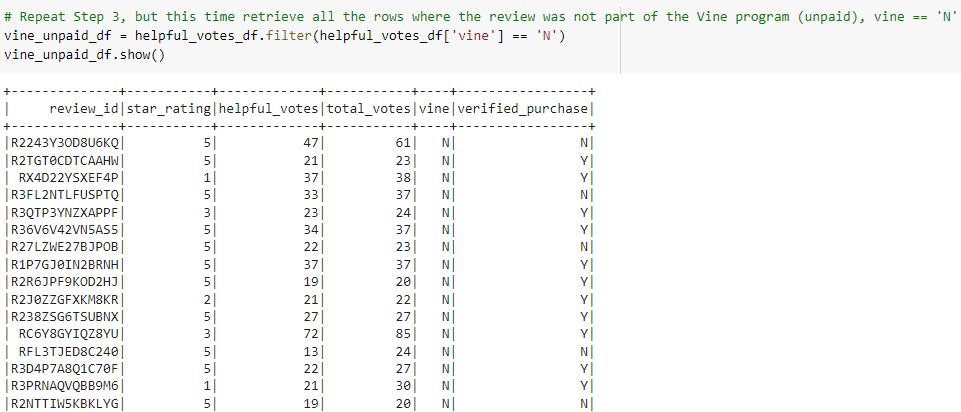 # Repeat Step 3, but this time retrieve all the rows where the review was not part of the Vine program (unpaid), vine == 'N'
vine_unpaid_df = helpful_votes_df.filter(helpful_votes_df['vine'] == 'N')
vine_unpaid_df.show()
+--------------+-----------+-------------+-----------+----+-----------------+
|     review_id|star_rating|helpful_votes|total_votes|vine|verified_purchase|
+--------------+-----------+-------------+-----------+----+-----------------+
|R2243Y3OD8U6KQ|          5|           47|         61|   N|                N|
|R2TGT0CDTCAAHW|          5|           21|         23|   N|                Y|
| RX4D22YSXEF4P|          1|           37|         38|   N|                Y|
|R3FL2NTLFUSPTQ|          5|           33|         37|   N|                N|
|R3QTP3YNZXAPPF|          3|           23|         24|   N|                Y|
|R36V6V42VN5AS5|          5|           34|         37|   N|                Y|
|R27LZWE27BJPOB|          5|           22|         23|   N|                N|
|R1P7GJ0IN2BRNH|          5|           37|         37|   N|                Y|
|R2R6JPF9KOD2HJ|          5|           19|         20|   N|                Y|
|R2J0ZZGFXKM8KR|          2|           21|         22|   N|                Y|
|R238ZSG6TSUBNX|          5|           27|         27|   N|                Y|
| RC6Y8GYIQZ8YU|          3|           72|         85|   N|                Y|
| RFL3TJED8C240|          5|           13|         24|   N|                N|
|R3D4P7A8Q1C70F|          5|           22|         27|   N|                Y|
|R3PRNAQVQBB9M6|          1|           21|         30|   N|                Y|
|R2NTTIW5KBKLYG|          5|           19|         20|   N|                N|